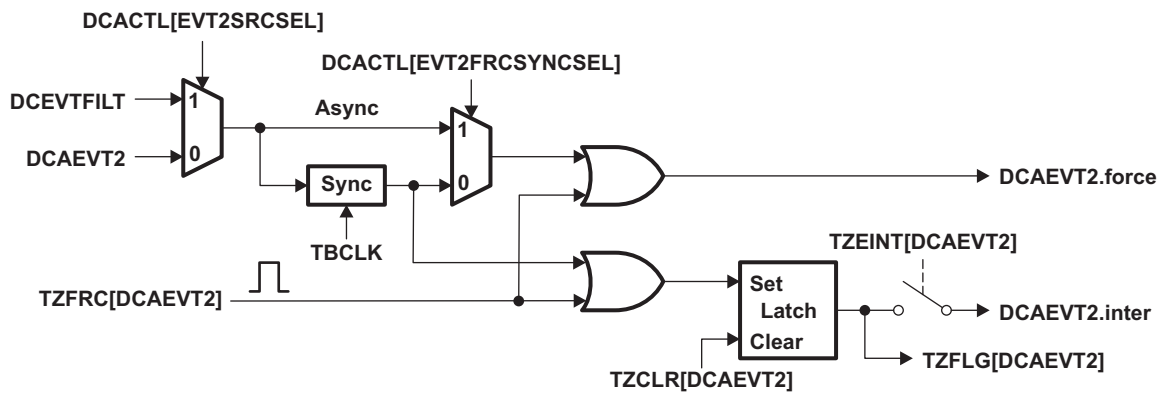 DCACTL[EVT2SRCSEL]
DCACTL[EVT2FRCSYNCSEL]
DCEVTFILT
1
Async
1
DCAEVT2
0
Sync
0
DCAEVT2.force
TBCLK
TZEINT[DCAEVT2]
TZFRC[DCAEVT2]
Set
Latch
DCAEVT2.inter
Clear
TZFLG[DCAEVT2]
TZCLR[DCAEVT2]